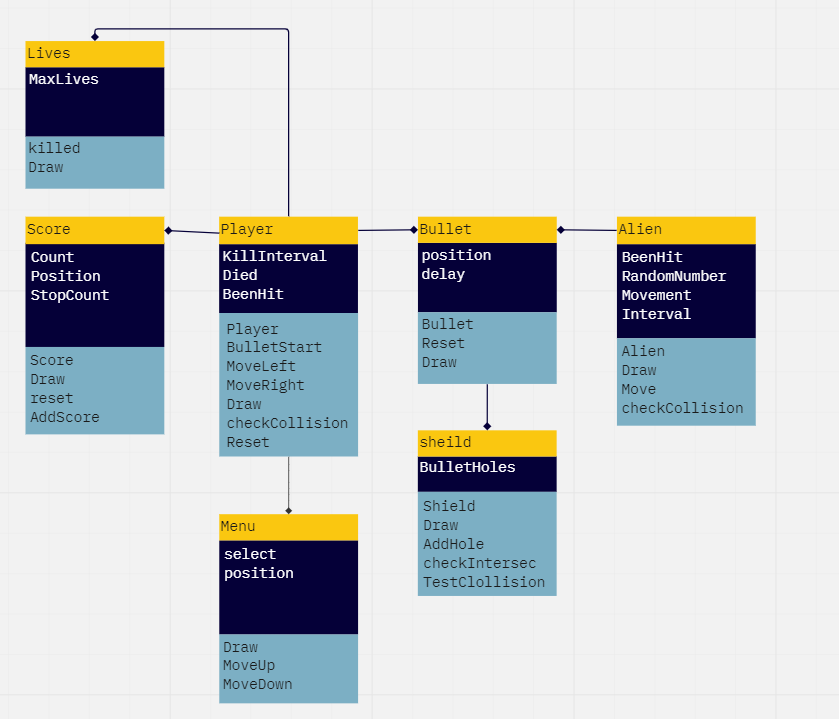 Lives
MaxLives
killed
Draw
Score
Count
Position
StopCount
Score
Draw
reset
AddScore
Player
KillInterval
Died
BeenHit
Player
BulletStart
MoveLeft
MoveRight
Draw
checkCollision
Reset
Bullet
position
delay
Bullet
Reset
Draw
Alien
BeenHit
RandomNumber
Movement
Interval
Alien
Draw
Move
checkCollision
sheild
BulletHoles
Shield
Draw
AddHole
checkIntersec
TestClollision
Menu
select
position
Draw
MoveUp
MoveDown